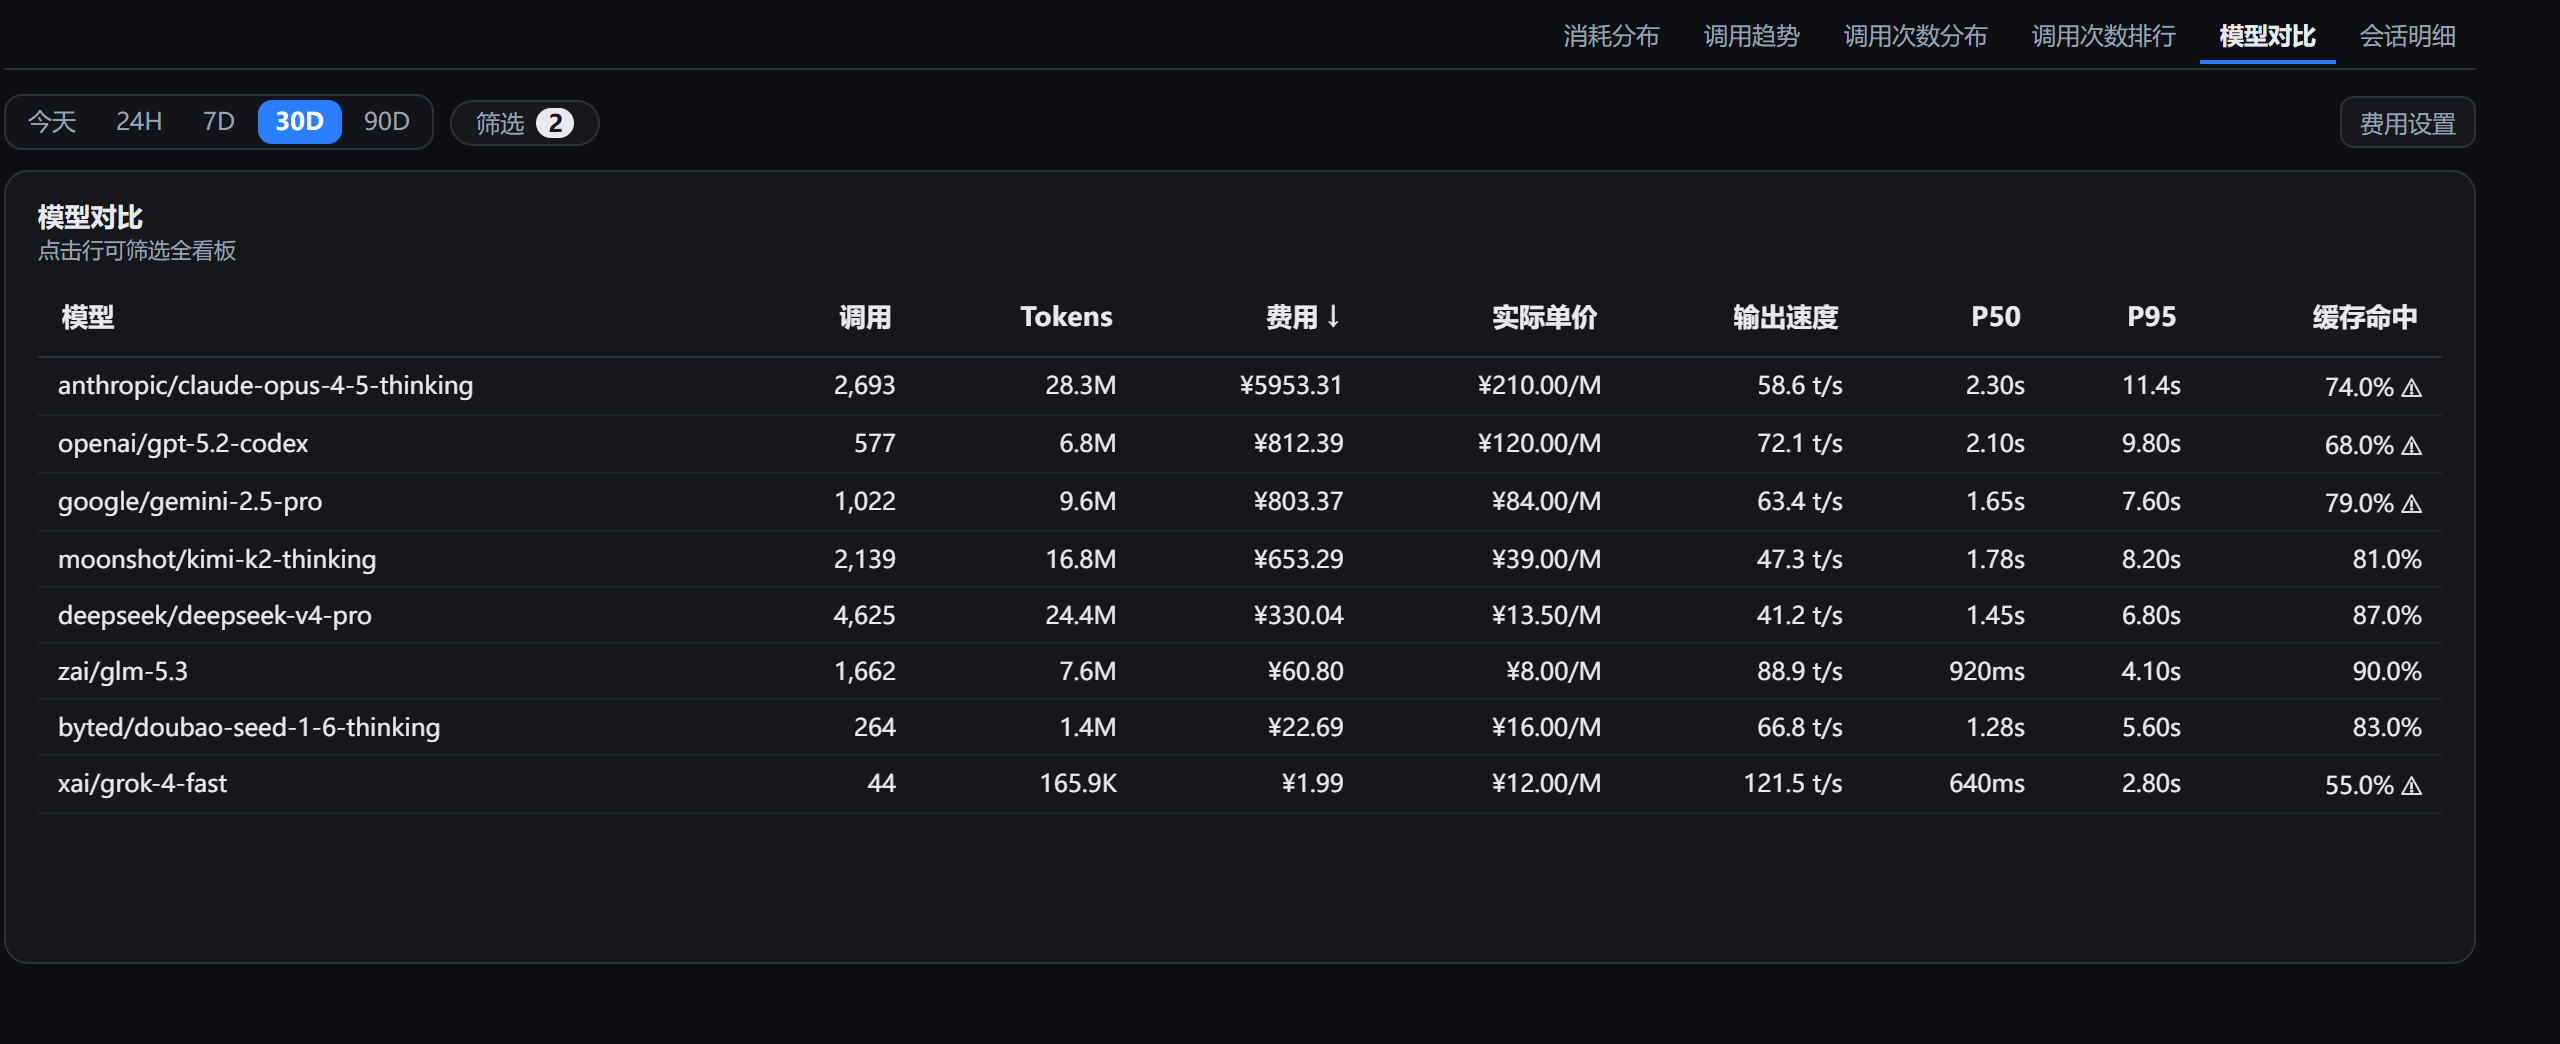 消耗分布 调用趋势 调用次数分布 调用次数排行 模型对比 会话明细
今天 24H 7D 30D 90D 筛选 2 费用设置
模型对比
点击行可筛选全看板
模型 调用 Tokens 费用 ↓ 实际单价 输出速度 P50 P95 缓存命中
anthropic/claude-opus-4-5-thinking 2,693 28.3M ¥5953.31 ¥210.00/M 58.6 t/s 2.30s 11.4s 74.0% ⚠
openai/gpt-5.2-codex 577 6.8M ¥812.39 ¥120.00/M 72.1 t/s 2.10s 9.80s 68.0% ⚠
google/gemini-2.5-pro 1,022 9.6M ¥803.37 ¥84.00/M 63.4 t/s 1.65s 7.60s 79.0% ⚠
moonshot/kimi-k2-thinking 2,139 16.8M ¥653.29 ¥39.00/M 47.3 t/s 1.78s 8.20s 81.0%
deepseek/deepseek-v4-pro 4,625 24.4M ¥330.04 ¥13.50/M 41.2 t/s 1.45s 6.80s 87.0%
zai/glm-5.3 1,662 7.6M ¥60.80 ¥8.00/M 88.9 t/s 920ms 4.10s 90.0%
byted/doubao-seed-1-6-thinking 264 1.4M ¥22.69 ¥16.00/M 66.8 t/s 1.28s 5.60s 83.0%
xai/grok-4-fast 44 165.9K ¥1.99 ¥12.00/M 121.5 t/s 640ms 2.80s 55.0% ⚠